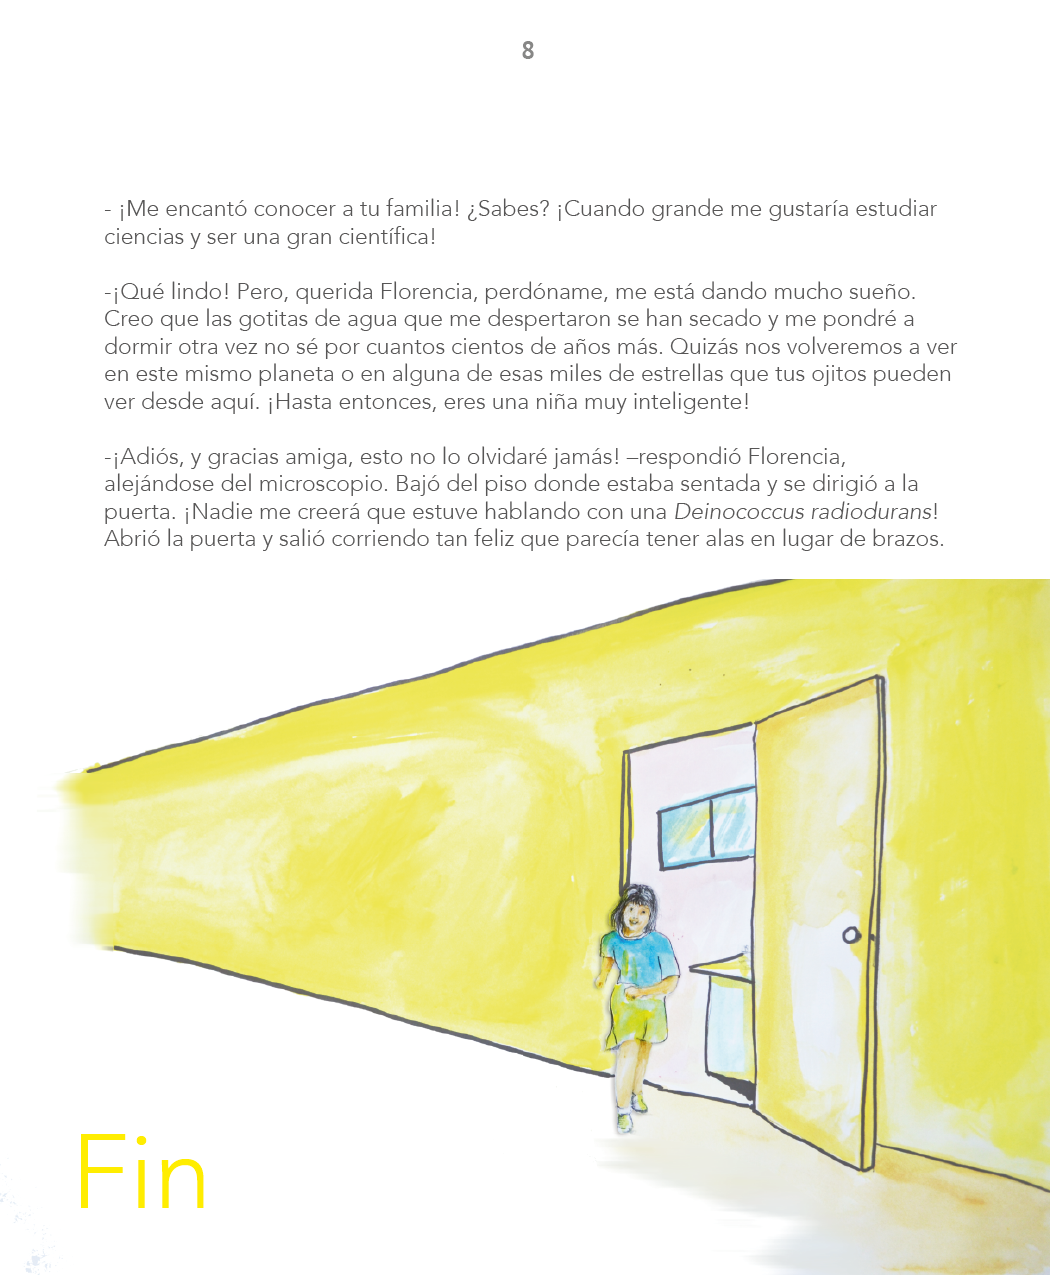 8
- ¡Me encantó conocer a tu familia! ¿Sabes? ¡Cuando grande me gustaría estudiar
ciencias y ser una gran científica!
-¡Qué lindo! Pero, querida Florencia, perdóname, me está dando mucho sueño.
Creo que las gotitas de agua que me despertaron se han secado y me pondré a
dormir otra vez no sé por cuantos cientos de años más. Quizás nos volveremos a ver
en este mismo planeta o en alguna de esas miles de estrellas que tus ojitos pueden
ver desde aquí. ¡Hasta entonces, eres una niña muy inteligente!
-¡Adiós, y gracias amiga, esto no lo olvidaré jamás! –respondió Florencia,
alejándose del microscopio. Bajó del piso donde estaba sentada y se dirigió a la
puerta. ¡Nadie me creerá que estuve hablando con una Deinococcus radiodurans!
Abrió la puerta y salió corriendo tan feliz que parecía tener alas en lugar de brazos.
Fin